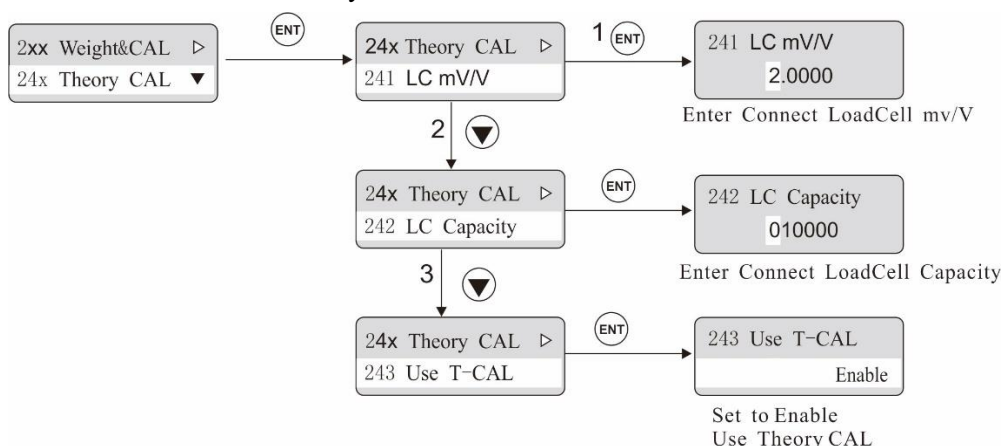 2xx Weight&CAL ▷
24x Theory CAL ▼
ENT
24x Theory CAL ▷
241 LC mV/V
1 ENT
241 LC mV/V
2.0000
Enter Connect LoadCell mv/V
2 ▼
24x Theory CAL ▷
242 LC Capacity
ENT
242 LC Capacity
010000
Enter Connect LoadCell Capacity
3 ▼
24x Theory CAL ▷
243 Use T-CAL
ENT
243 Use T-CAL
Enable
Set to Enable
Use Theory CAL